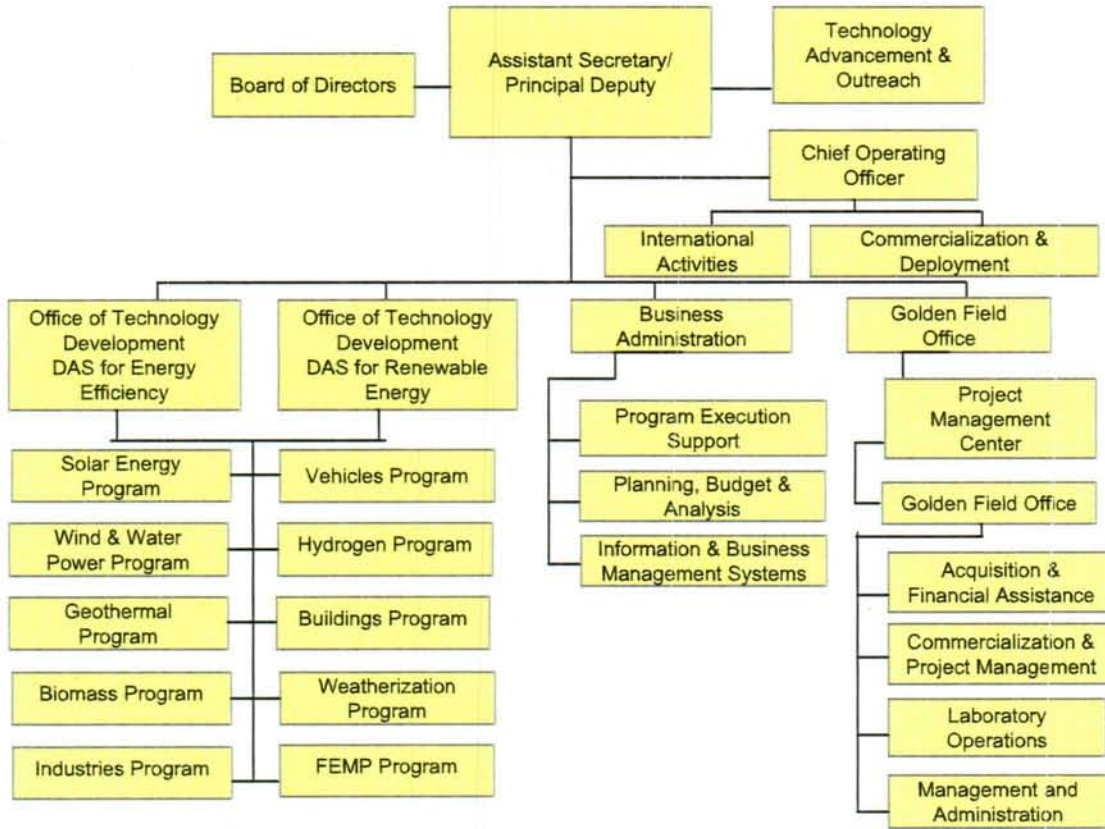 Board of Directors
Assistant Secretary/
Principal Deputy
Technology
Advancement &
Outreach
Chief Operating
Officer
International
Activities
Commercialization &
Deployment
Office of Technology
Development
DAS for Energy
Efficiency
Office of Technology
Development
DAS for Renewable
Energy
Business
Administration
Golden Field
Office
Solar Energy
Program
Wind & Water
Power Program
Geothermal
Program
Biomass Program
Industries Program
Vehicles Program
Hydrogen Program
Buildings Program
Weatherization
Program
FEMP Program
Program Execution
Support
Planning, Budget &
Analysis
Information & Business
Management Systems
Project
Management
Center
Golden Field Office
Acquisition &
Financial Assistance
Commercialization &
Project Management
Laboratory
Operations
Management and
Administration